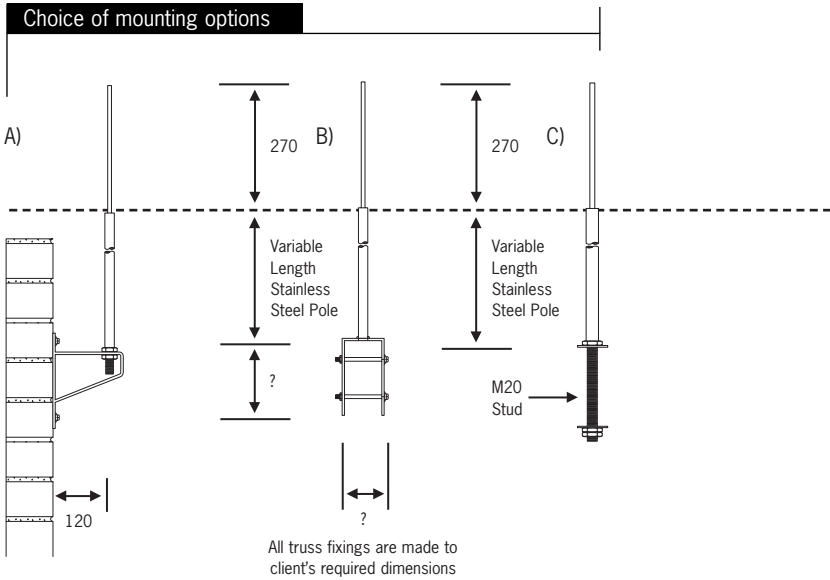 Choice of mounting options
A)
270
B)
270
C)
Variable
Length
Stainless
Steel Pole
Variable
Length
Stainless
Steel Pole
?
M20
Stud
120
?
All truss fixings are made to
client's required dimensions